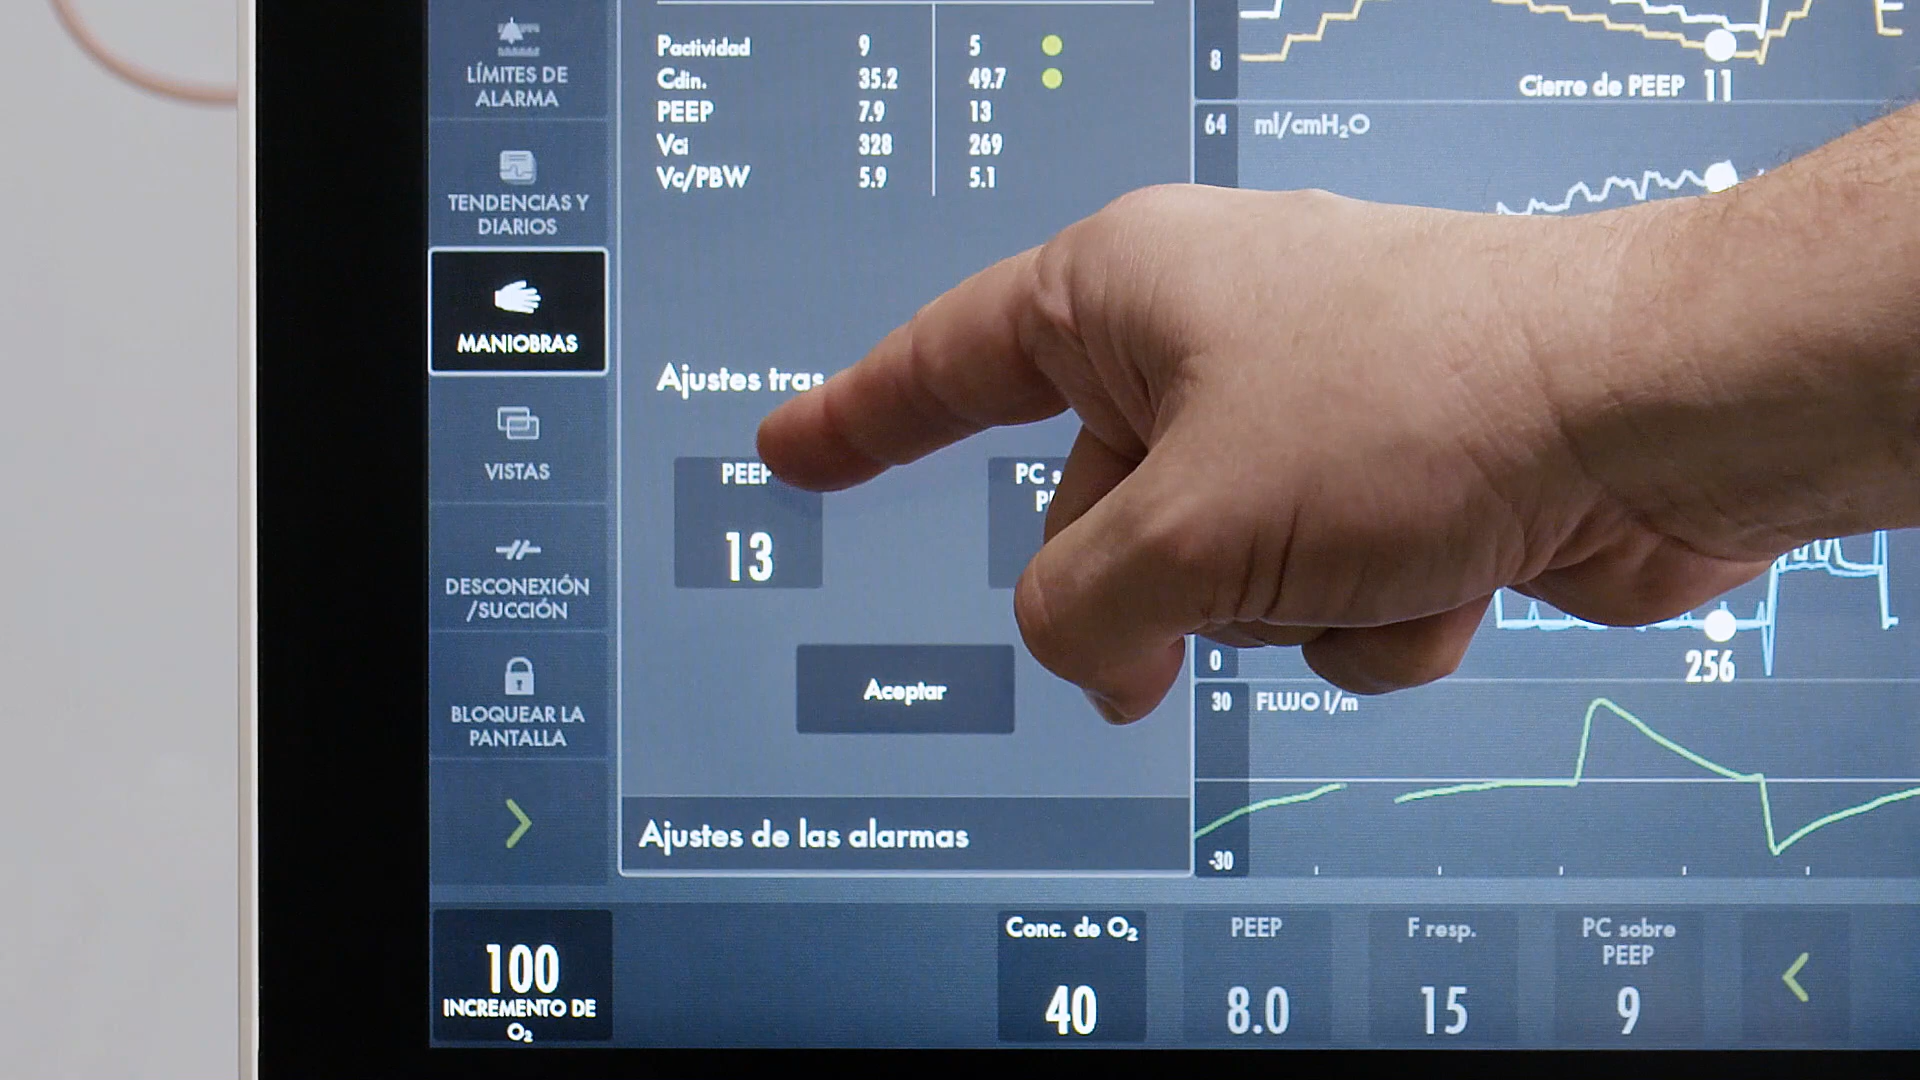 LÍMITES DE
ALARMA
TENDENCIAS Y
DIARIOS
MANIOBRAS
VISTAS
DESCONEXIÓN
/SUCCIÓN
BLOQUEAR LA
PANTALLA
Pactividad 9 5
Cdin. 35.2 49.7
PEEP 7.9 13
Vci 328 269
Vc/PBW 5.9 5.1
Ajustes tras
PEEP
13
PC
Aceptar
Ajustes de las alarmas
8
Cierre de PEEP 11
64 ml/cmH₂O
0
256
30 FLUJO l/m
-30
100
INCREMENTO DE
O₂
Conc. de O₂
40
PEEP
8.0
F resp.
15
PC sobre
PEEP
9